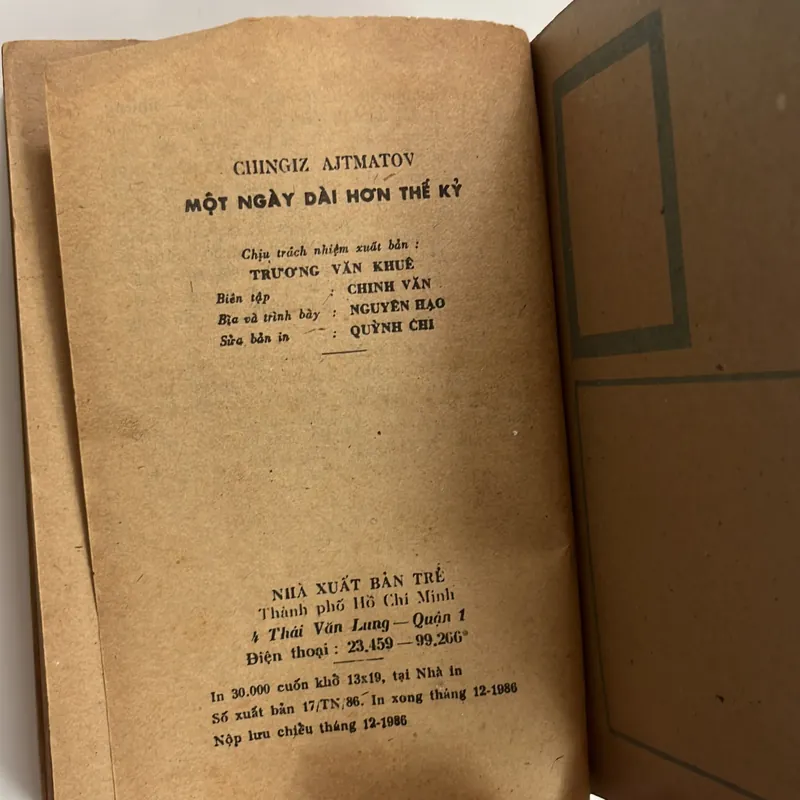 CHINGIZ AJTMATOV
MỘT NGÀY DÀI HƠN THẾ KỶ
Chịu trách nhiệm xuất bản :
TRƯƠNG VĂN KHUÊ
Biên tập : CHINH VĂN
Bìa và trình bày : NGUYÊN HẠO
Sửa bản in : QUỲNH CHI
NHÀ XUẤT BẢN TRẺ
Thành phố Hồ Chí Minh
4 Thái Văn Lung — Quận 1
Điện thoại : 23.459 — 99.266
In 30.000 cuốn khổ 13x19, tại Nhà in
Số xuất bản 17/TN/86. In xong tháng 12-1986
Nộp lưu chiểu tháng 12-1986